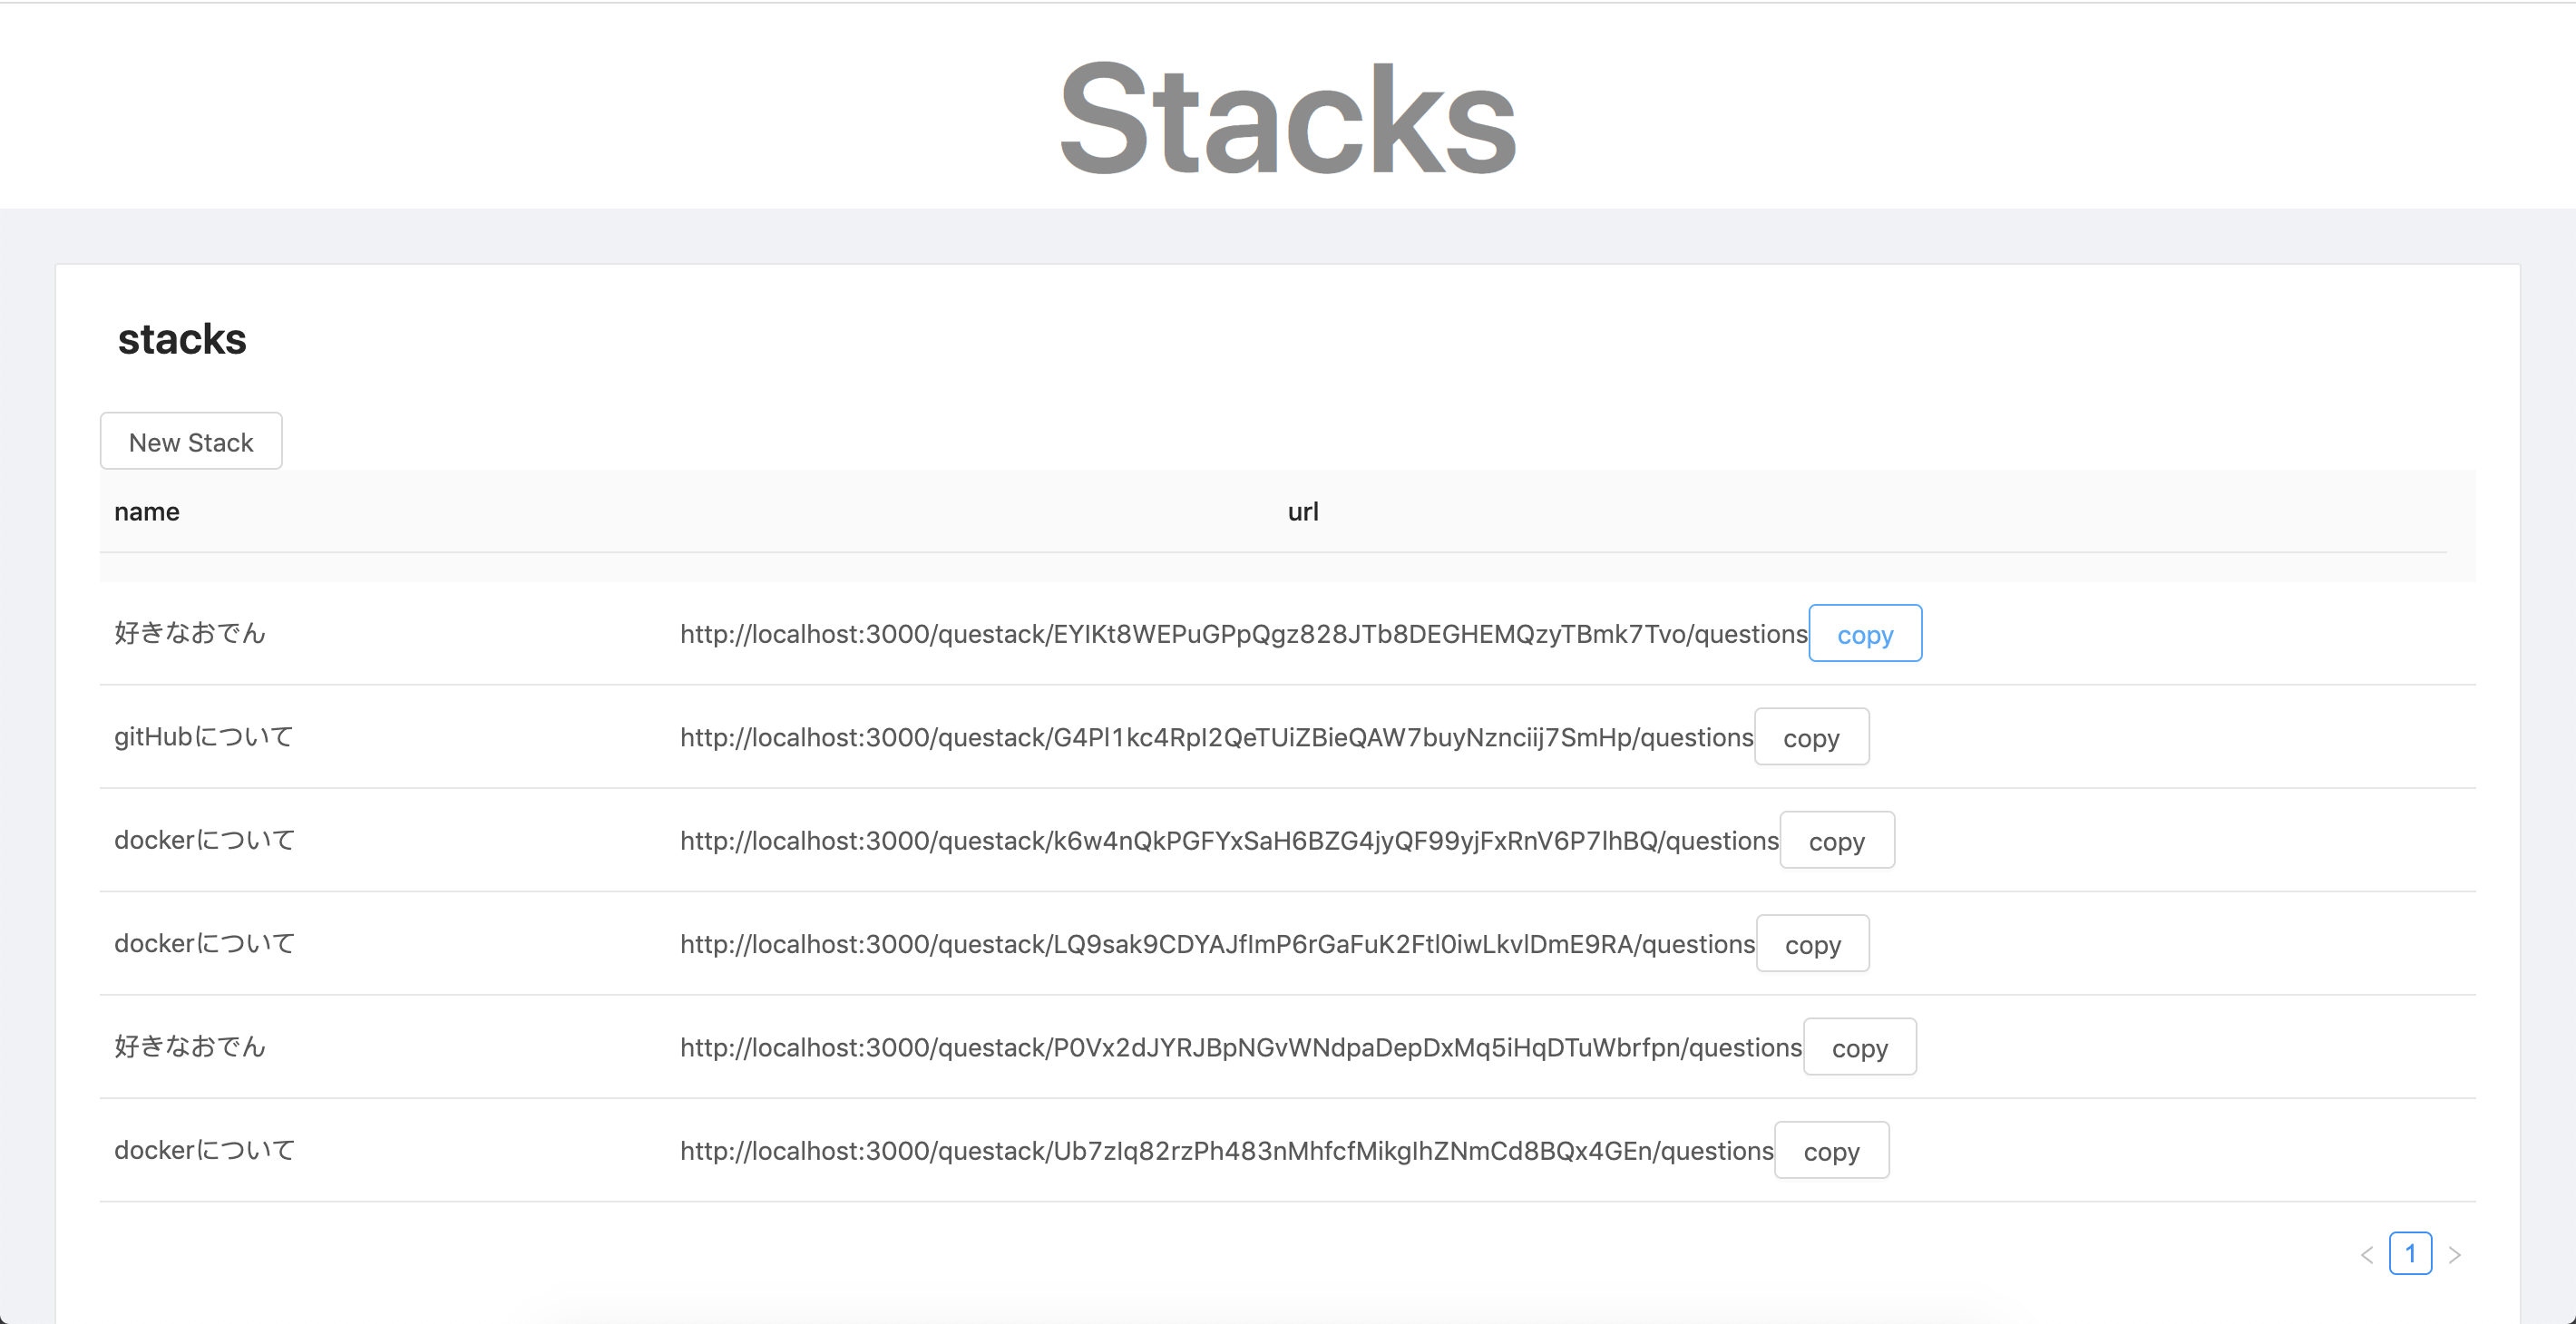 Stacks
stacks
New Stack
name url
好きなおでん http://localhost:3000/questack/EYIKt8WEPuGPpQgz828JTb8DEGHEMQzyTBmk7Tvo/questions copy
gitHubについて http://localhost:3000/questack/G4Pl1kc4RpI2QeTUiZBieQAW7buyNznciij7SmHp/questions copy
dockerについて http://localhost:3000/questack/k6w4nQkPGFYxSaH6BZG4jyQF99yjFxRnV6P7lhBQ/questions copy
dockerについて http://localhost:3000/questack/LQ9sak9CDYAJfImP6rGaFuK2Ftl0iwLkvlDmE9RA/questions copy
好きなおでん http://localhost:3000/questack/P0Vx2dJYRJBpNGvWNdpaDepDxMq5iHqDTuWbrfpn/questions copy
dockerについて http://localhost:3000/questack/Ub7zIq82rzPh483nMhfcfMikgIhZNmCd8BQx4GEn/questions copy
< 1 >